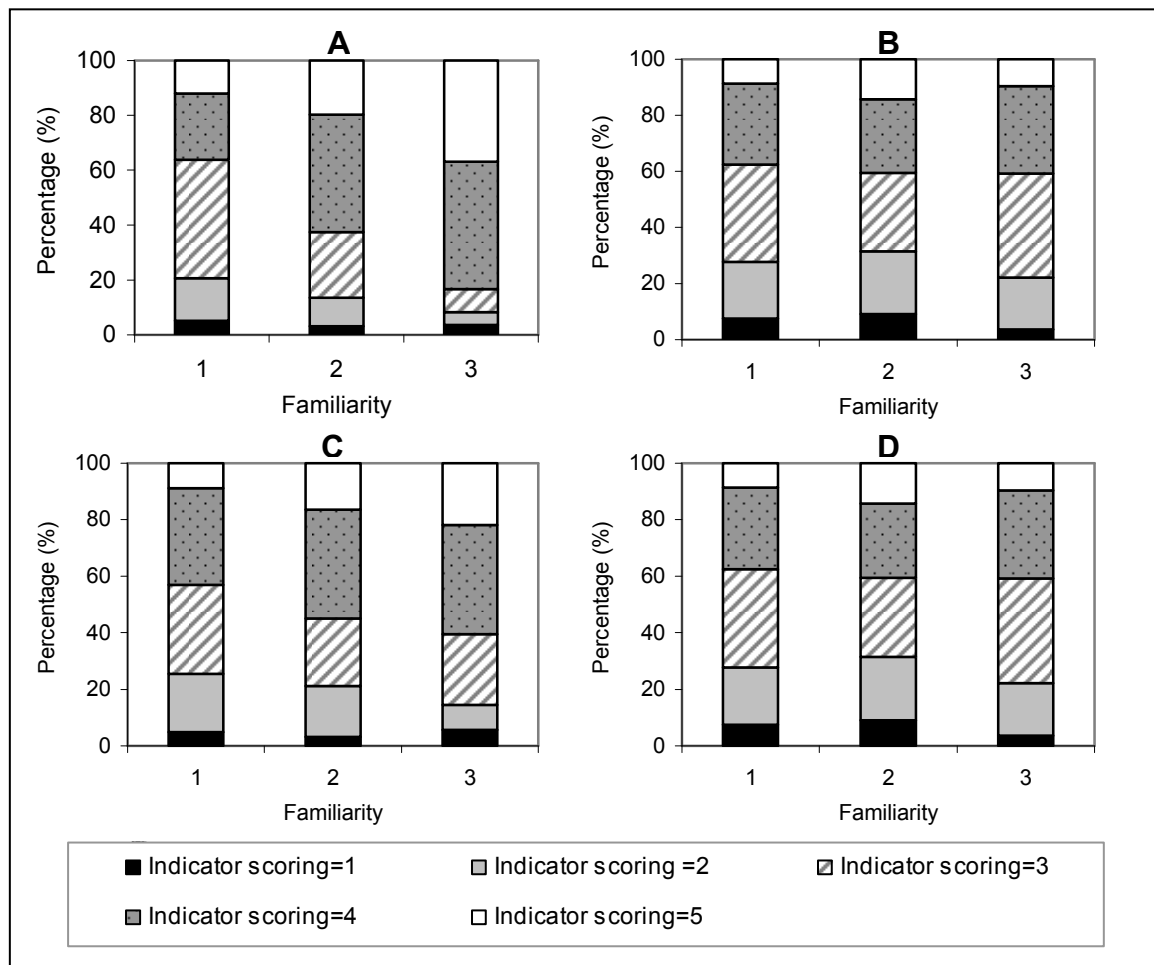 A
Percentage (%)
100
80
60
40
20
0
1 2 3
Familiarity
B
Percentage (%)
100
80
60
40
20
0
1 2 3
Familiarity
C
Percentage (%)
100
80
60
40
20
0
1 2 3
Familiarity
D
Percentage (%)
100
80
60
40
20
0
1 2 3
Familiarity
Indicator scoring=1 Indicator scoring =2 Indicator scoring=3
Indicator scoring=4 Indicator scoring=5